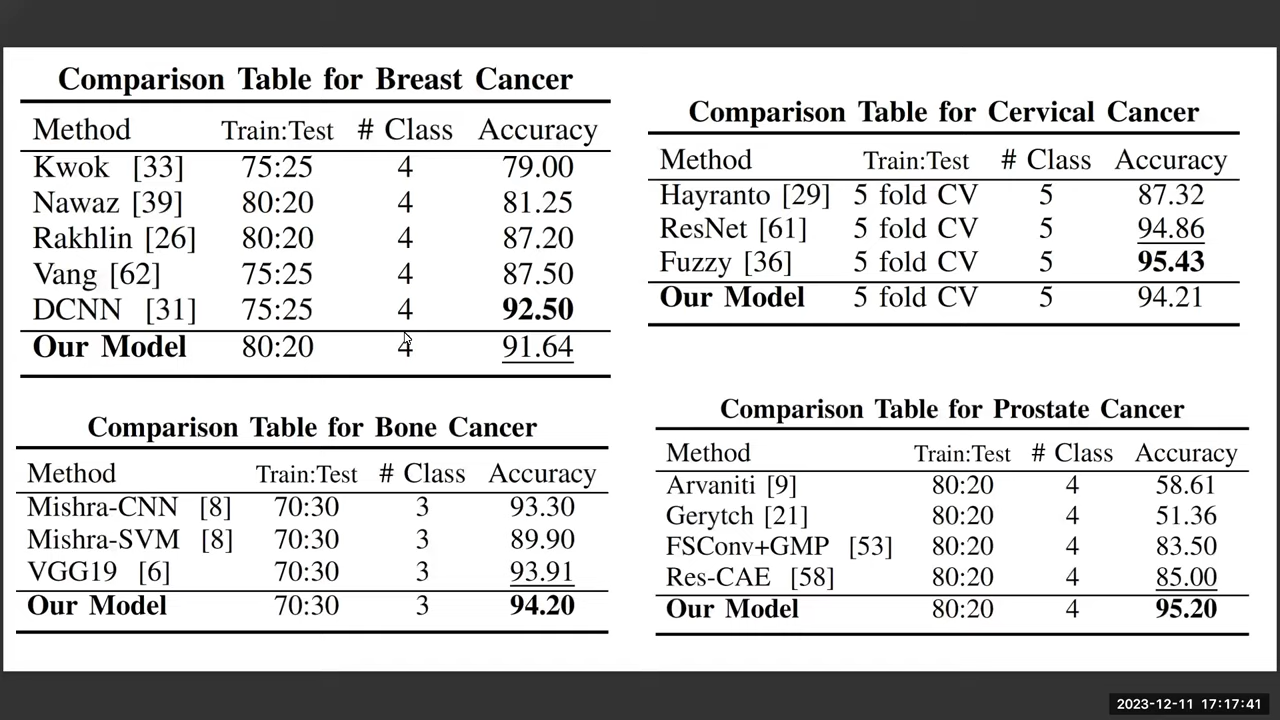 Comparison Table for Breast Cancer
Method Train:Test # Class Accuracy
Kwok [33] 75:25 4 79.00
Nawaz [39] 80:20 4 81.25
Rakhlin [26] 80:20 4 87.20
Vang [62] 75:25 4 87.50
DCNN [31] 75:25 4 92.50
Our Model 80:20 4 91.64
Comparison Table for Cervical Cancer
Method Train:Test # Class Accuracy
Hayranto [29] 5 fold CV 5 87.32
ResNet [61] 5 fold CV 5 94.86
Fuzzy [36] 5 fold CV 5 95.43
Our Model 5 fold CV 5 94.21
Comparison Table for Bone Cancer
Method Train:Test # Class Accuracy
Mishra-CNN [8] 70:30 3 93.30
Mishra-SVM [8] 70:30 3 89.90
VGG19 [6] 70:30 3 93.91
Our Model 70:30 3 94.20
Comparison Table for Prostate Cancer
Method Train:Test # Class Accuracy
Arvaniti [9] 80:20 4 58.61
Gerytch [21] 80:20 4 51.36
FSConv+GMP [53] 80:20 4 83.50
Res-CAE [58] 80:20 4 85.00
Our Model 80:20 4 95.20
2023-12-11 17:17:41